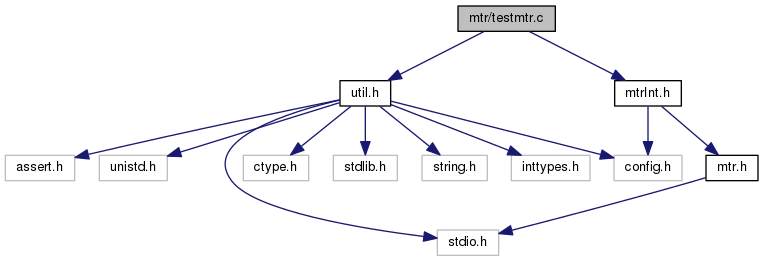 mtr/testmtr.c
util.h
mtrInt.h
assert.h
unistd.h
ctype.h
stdlib.h
string.h
inttypes.h
config.h
mtr.h
stdio.h